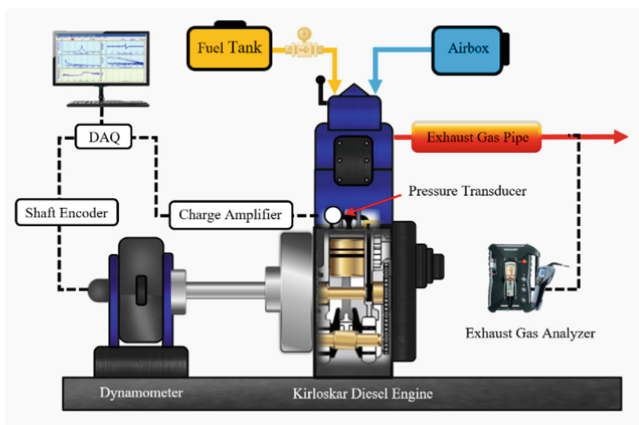 Fuel Tank
Airbox
DAQ
Exhaust Gas Pipe
Pressure Transducer
Shaft Encoder
Charge Amplifier
Exhaust Gas Analyzer
Dynamometer
Kirloskar Diesel Engine